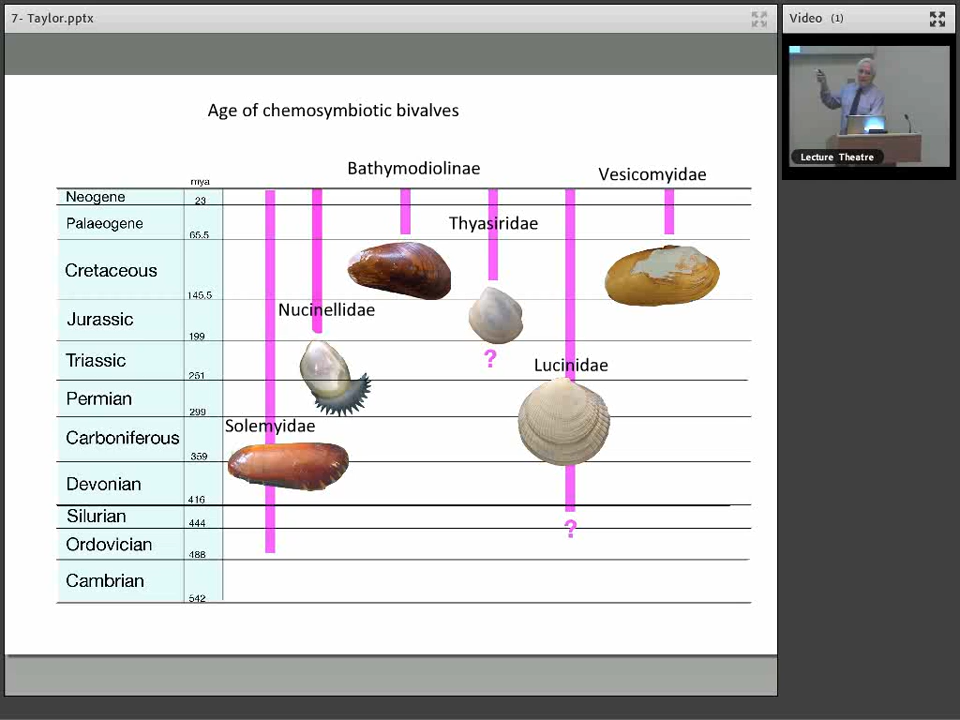 7- Taylor.pptx
Video (1)
Lecture Theatre
Age of chemosymbiotic bivalves
Bathymodiolinae
Vesicomyidae
mya
Neogene
23
Palaeogene
Thyasiridae
65.5
Cretaceous
145.5
Nucinellidae
Jurassic
199
Triassic
?
Lucinidae
251
Permian
299
Solemyidae
Carboniferous
359
Devonian
416
Silurian
444
?
Ordovician
488
Cambrian
542